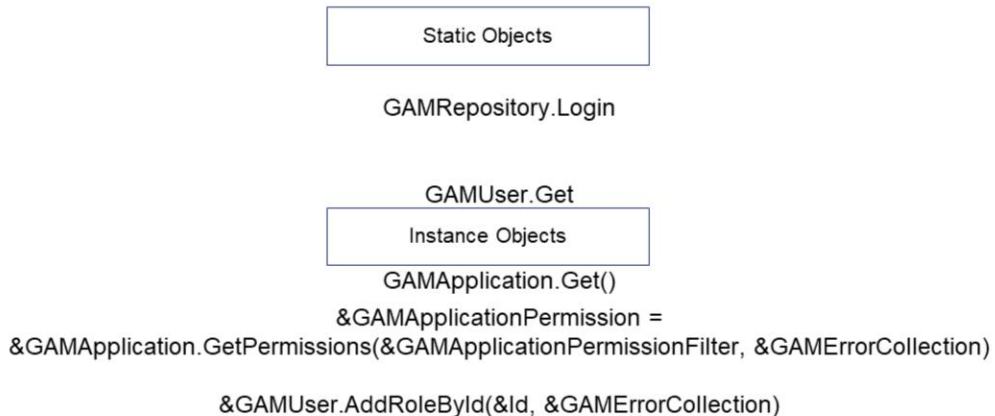 Static Objects
GAMRepository.Login
GAMUser.Get
Instance Objects
GAMApplication.Get()
&GAMApplicationPermission =
&GAMApplication.GetPermissions(&GAMApplicationPermissionFilter, &GAMErrorCollection)
&GAMUser.AddRoleById(&Id, &GAMErrorCollection)